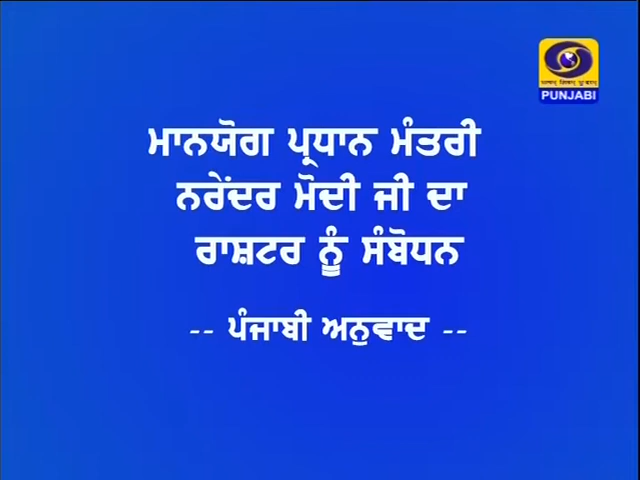 PUNJABI
ਮਾਨਯੋਗ ਪ੍ਰਧਾਨ ਮੰਤਰੀ
ਨਰੇਂਦਰ ਮੋਦੀ ਜੀ ਦਾ
ਰਾਸ਼ਟਰ ਨੂੰ ਸੰਬੋਧਨ
-- ਪੰਜਾਬੀ ਅਨੁਵਾਦ --